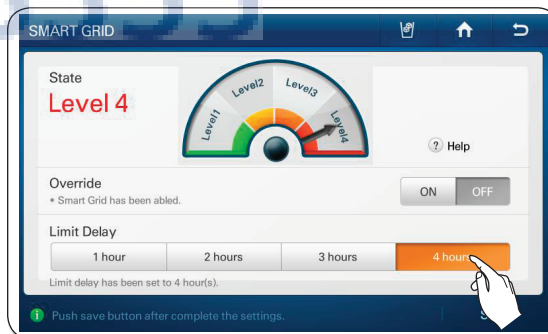 SMART GRID
State
Level 4
Level1
Level2
Level3
Level4
? Help
Override
• Smart Grid has been abled.
ON OFF
Limit Delay
1 hour 2 hours 3 hours 4 hours
Limit delay has been set to 4 hour(s).
i Push save button after complete the settings.